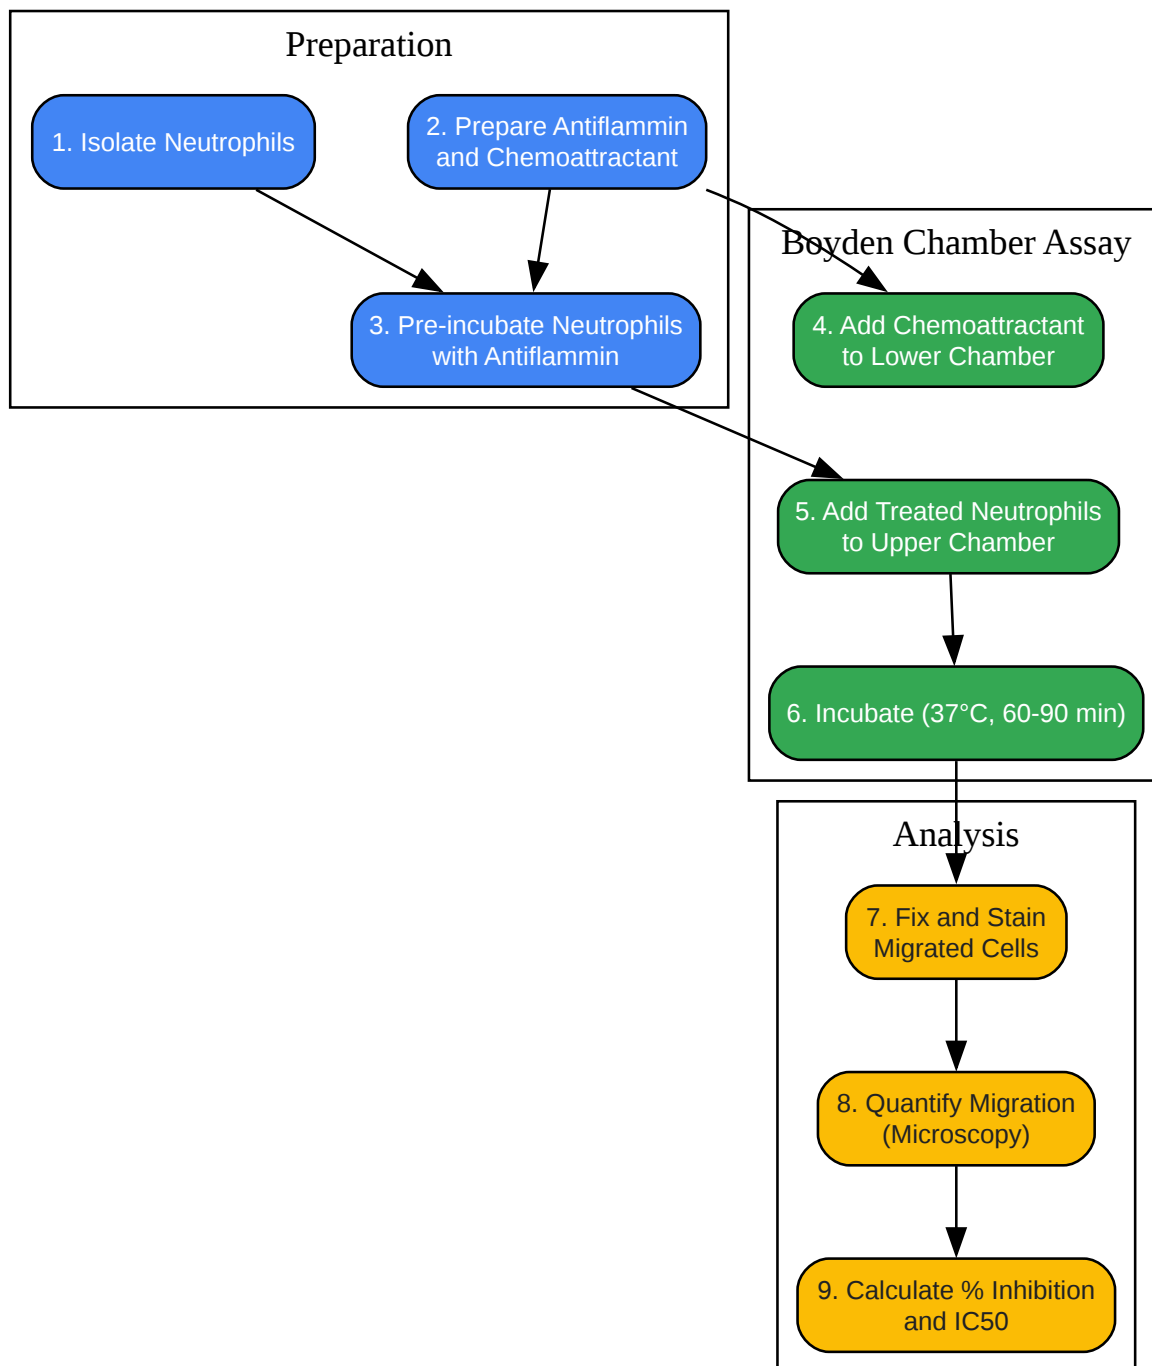 Preparation
1. Isolate Neutrophils
2. Prepare Antiflammin
and Chemoattractant
3. Pre-incubate Neutrophils
with Antiflammin
Boyden Chamber Assay
4. Add Chemoattractant
to Lower Chamber
5. Add Treated Neutrophils
to Upper Chamber
6. Incubate (37°C, 60-90 min)
Analysis
7. Fix and Stain
Migrated Cells
8. Quantify Migration
(Microscopy)
9. Calculate % Inhibition
and IC50